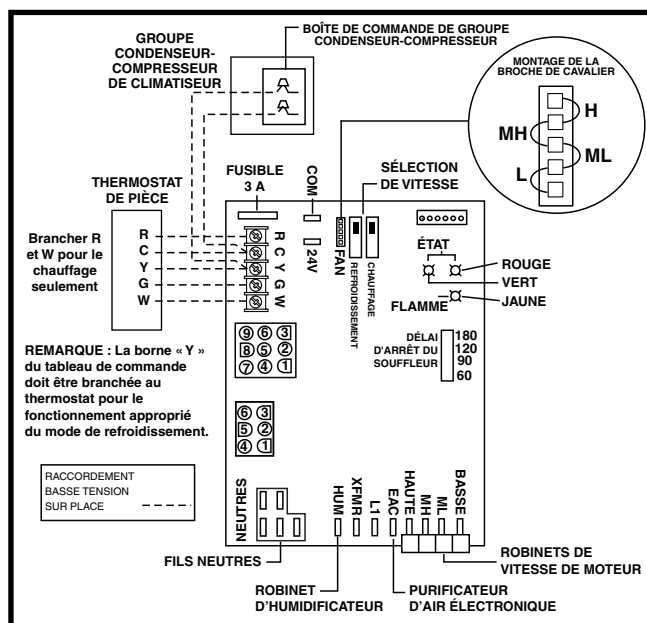 BOÎTE DE COMMANDE DE GROUPE
CONDENSEUR-COMPRESSEUR
GROUPE
CONDENSEUR-
COMPRESSEUR
DE CLIMATISEUR
MONTAGE DE LA
BROCHE DE CAVALIER
H
MH
ML
L
THERMOSTAT
DE PIÈCE
FUSIBLE
3 A
COM
SÉLECTION
DE VITESSE
Brancher R
et W pour le
chauffage
seulement
R
C
Y
G
W
R
C
Y
G
W
24V
FAN
REFROIDISSEMENT
CHAUFFAGE
ÉTAT
ROUGE
VERT
FLAMME
JAUNE
DÉLAI
D'ARRÊT DU
SOUFFLEUR
180
120
90
60
REMARQUE : La borne « Y »
du tableau de commande
doit être branchée au
thermostat pour le
fonctionnement approprié
du mode de refroidissement.
9 6 3
8 5 2
7 4 1
6 3
5 2
4 1
RACCORDEMENT
BASSE TENSION
SUR PLACE
NEUTRES
HUM
XFMR
L1
EAC
HAUTE
MH
ML
BASSE
FILS NEUTRES
ROBINETS DE
VITESSE DE MOTEUR
ROBINET
D'HUMIDIFICATEUR
PURIFICATEUR
D'AIR ÉLECTRONIQUE